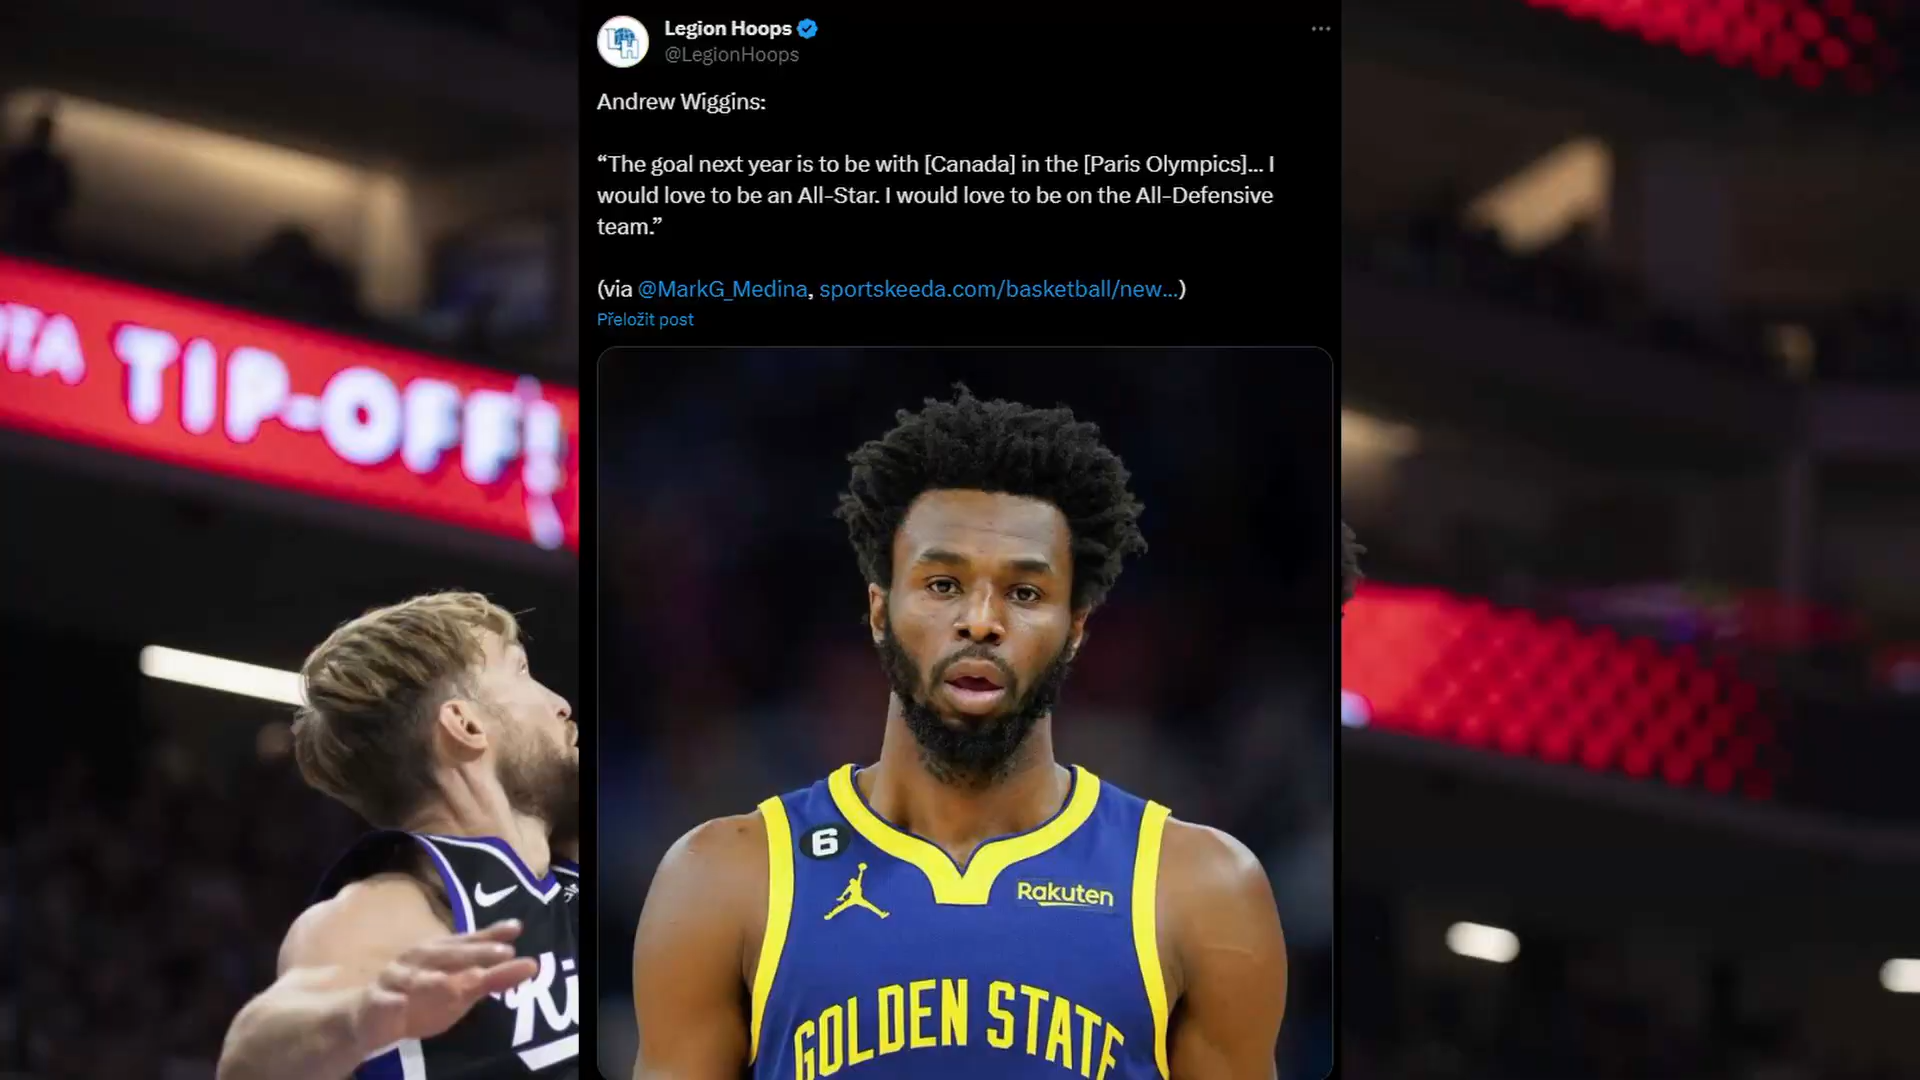 Legion Hoops
@LegionHoops
Andrew Wiggins:
“The goal next year is to be with [Canada] in the [Paris Olympics]... I
would love to be an All-Star. I would love to be on the All-Defensive
team.”
(via @MarkG_Medina, sportskeeda.com/basketball/new...)
Přeložit post
TA TIP-OFF!
6
Rakuten
GOLDEN STATE
Ki